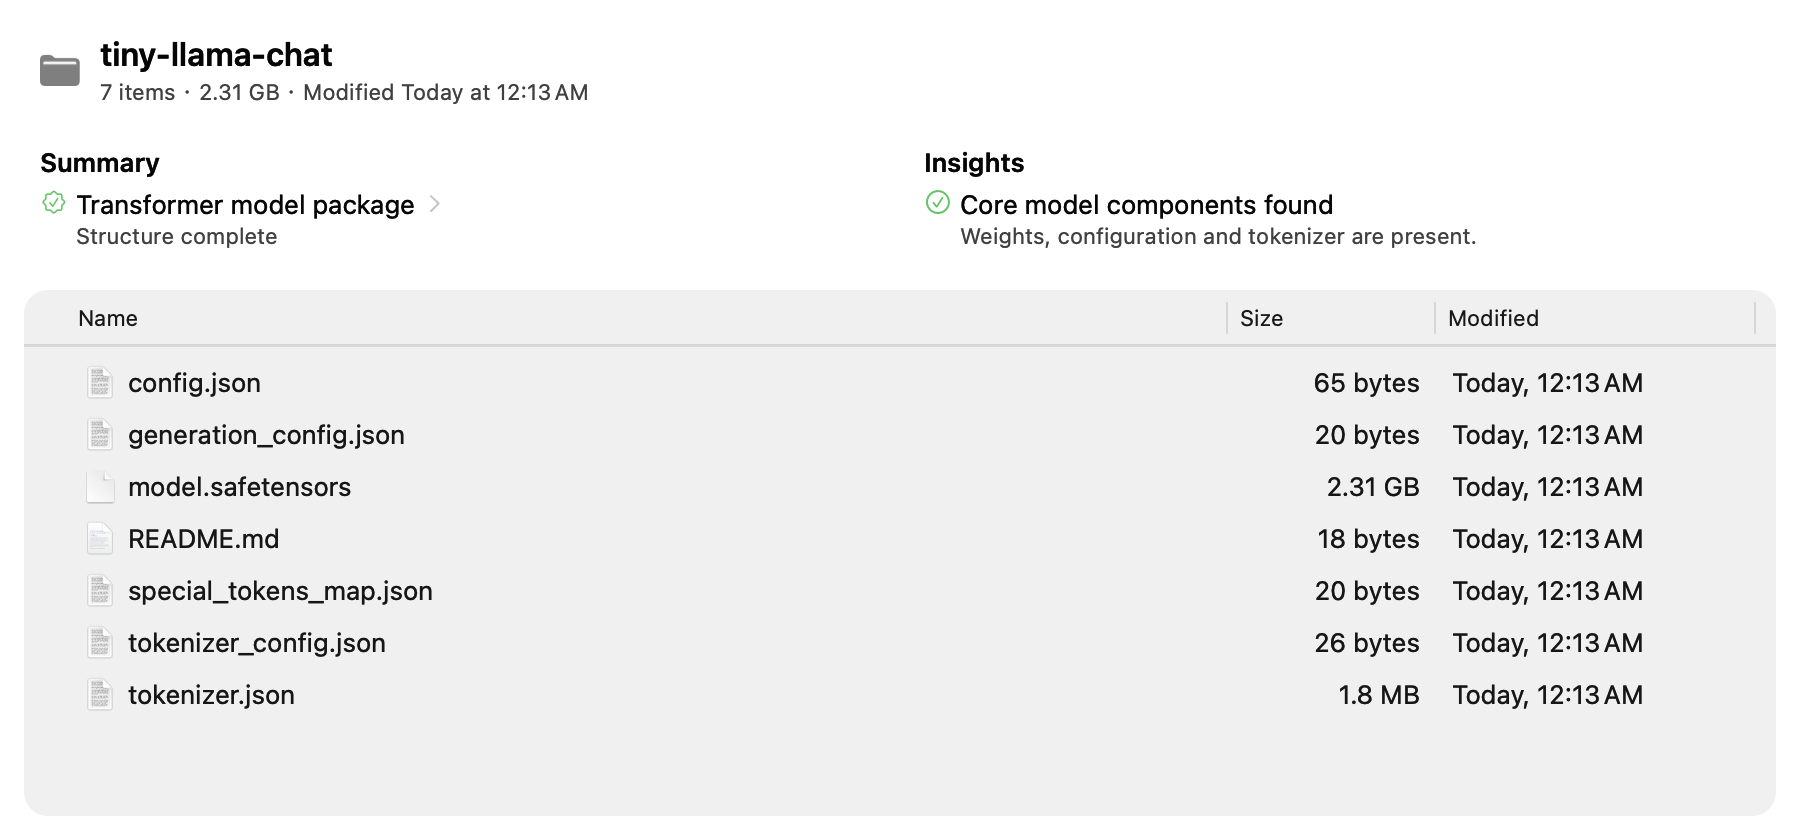 tiny-llama-chat
7 items · 2.31 GB · Modified Today at 12:13 AM
Summary
Transformer model package
Structure complete
Insights
Core model components found
Weights, configuration and tokenizer are present.
Name Size Modified
config.json 65 bytes Today, 12:13 AM
generation_config.json 20 bytes Today, 12:13 AM
model.safetensors 2.31 GB Today, 12:13 AM
README.md 18 bytes Today, 12:13 AM
special_tokens_map.json 20 bytes Today, 12:13 AM
tokenizer_config.json 26 bytes Today, 12:13 AM
tokenizer.json 1.8 MB Today, 12:13 AM